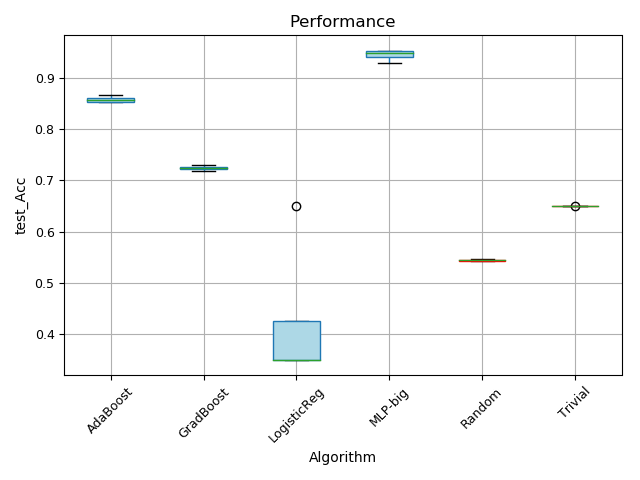 Performance
test_Acc
0.9
0.8
0.7
0.6
0.5
0.4
AdaBoost
GradBoost
LogisticReg
MLP-big
Random
Trivial
Algorithm